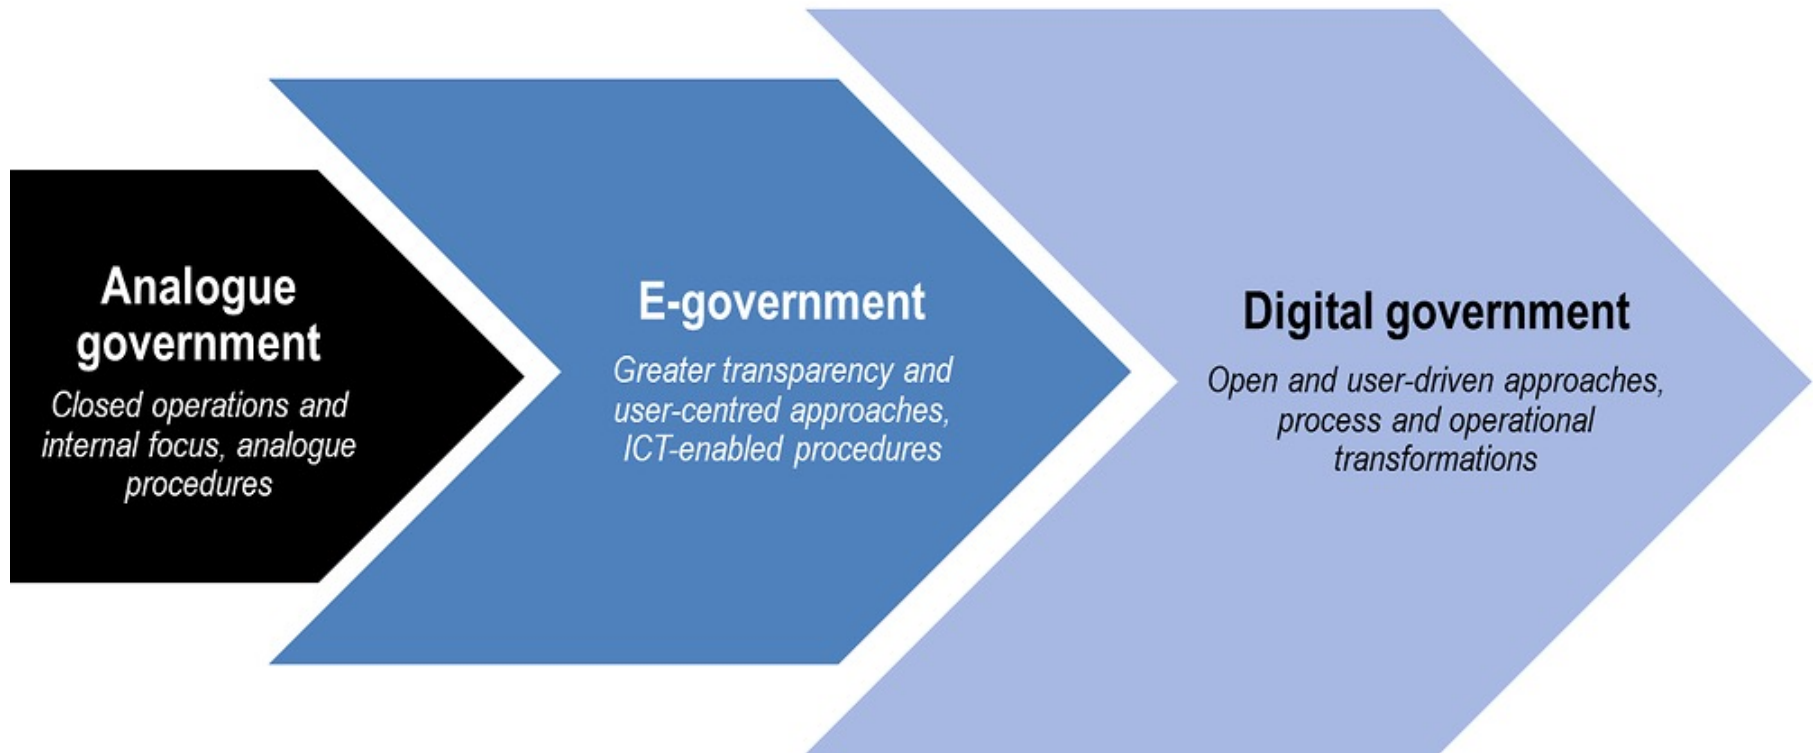 Analogue
government
Closed operations and
internal focus, analogue
procedures
E-government
Greater transparency and
user-centred approaches,
ICT-enabled procedures
Digital government
Open and user-driven approaches,
process and operational
transformations